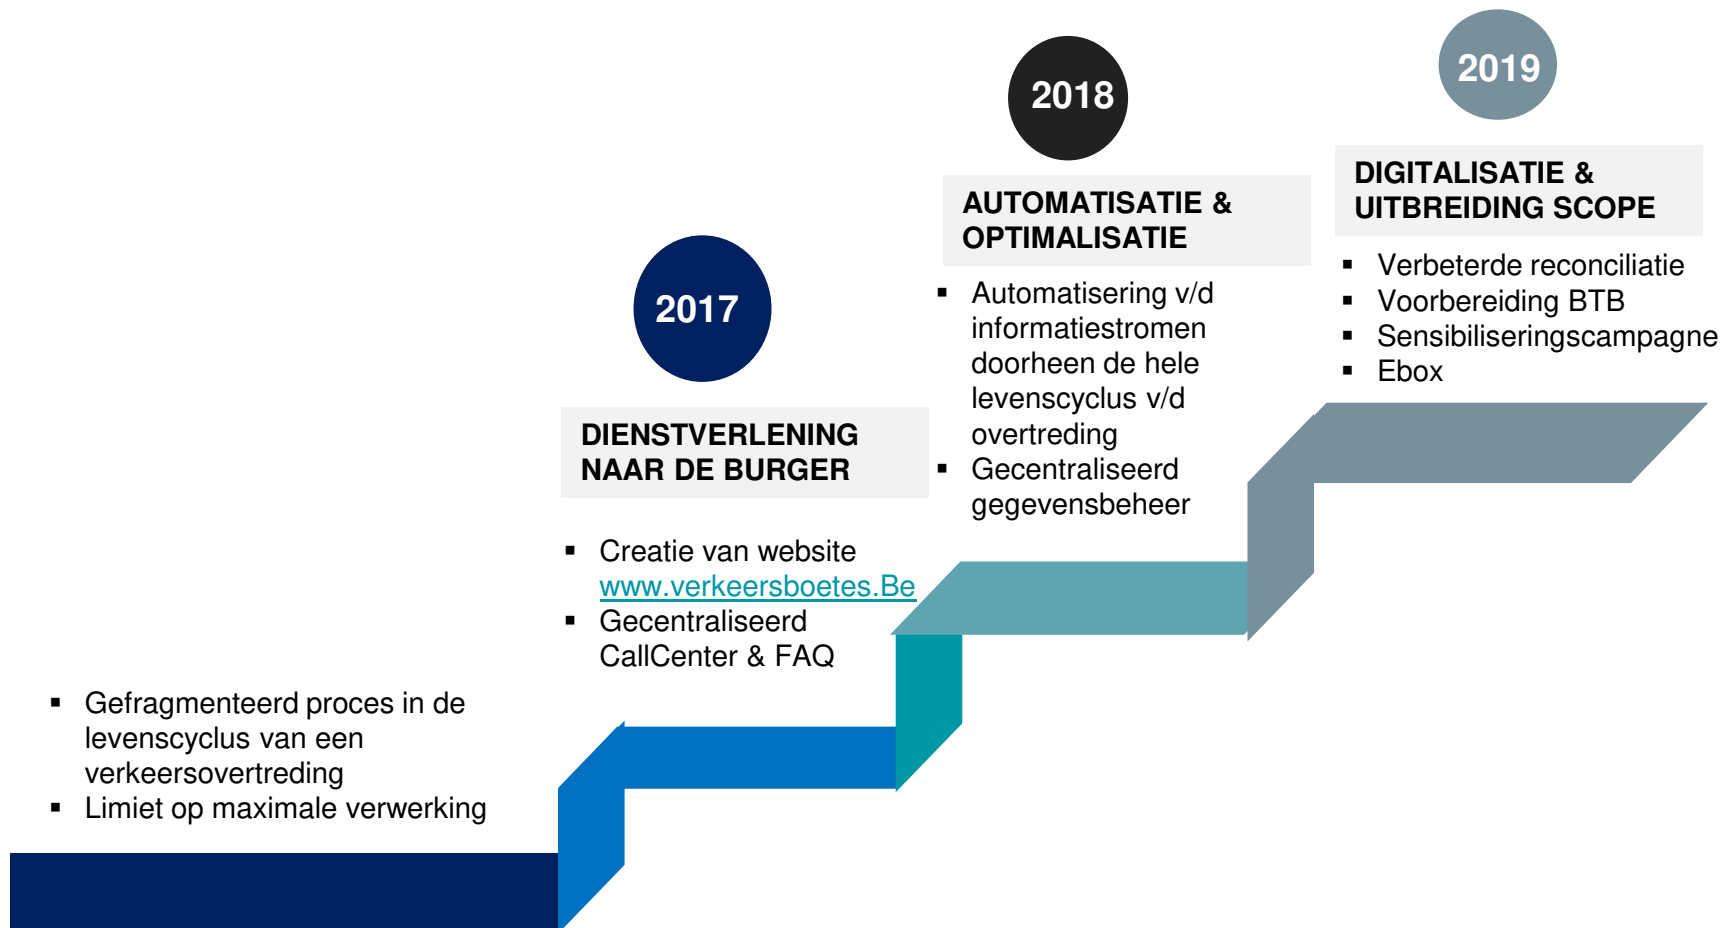 ▪ Gefragmenteerd proces in de
levenscyclus van een
verkeersovertreding
▪ Limiet op maximale verwerking
2017
DIENSTVERLENING
NAAR DE BURGER
▪ Creatie van website
www.verkeersboetes.Be
▪ Gecentraliseerd
CallCenter & FAQ
2018
AUTOMATISATIE &
OPTIMALISATIE
▪ Automatisering v/d
informatiestromen
doorheen de hele
levenscyclus v/d
overtreding
▪ Gecentraliseerd
gegevensbeheer
2019
DIGITALISATIE &
UITBREIDING SCOPE
▪ Verbeterde reconciliatie
▪ Voorbereiding BTB
▪ Sensibiliseringscampagne
▪ Ebox